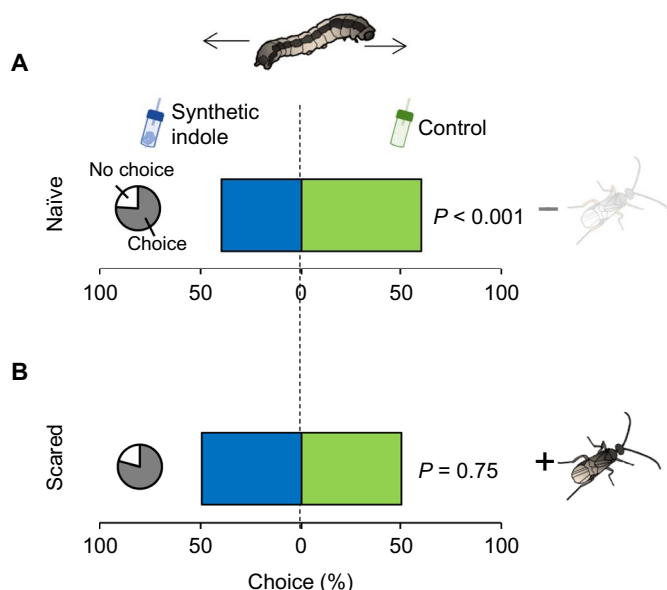 A
Synthetic
indole
Control
No choice
Choice
Naïve
P < 0.001
–
100 50 0 50 100
B
Scared
P = 0.75
+
100 50 0 50 100
Choice (%)